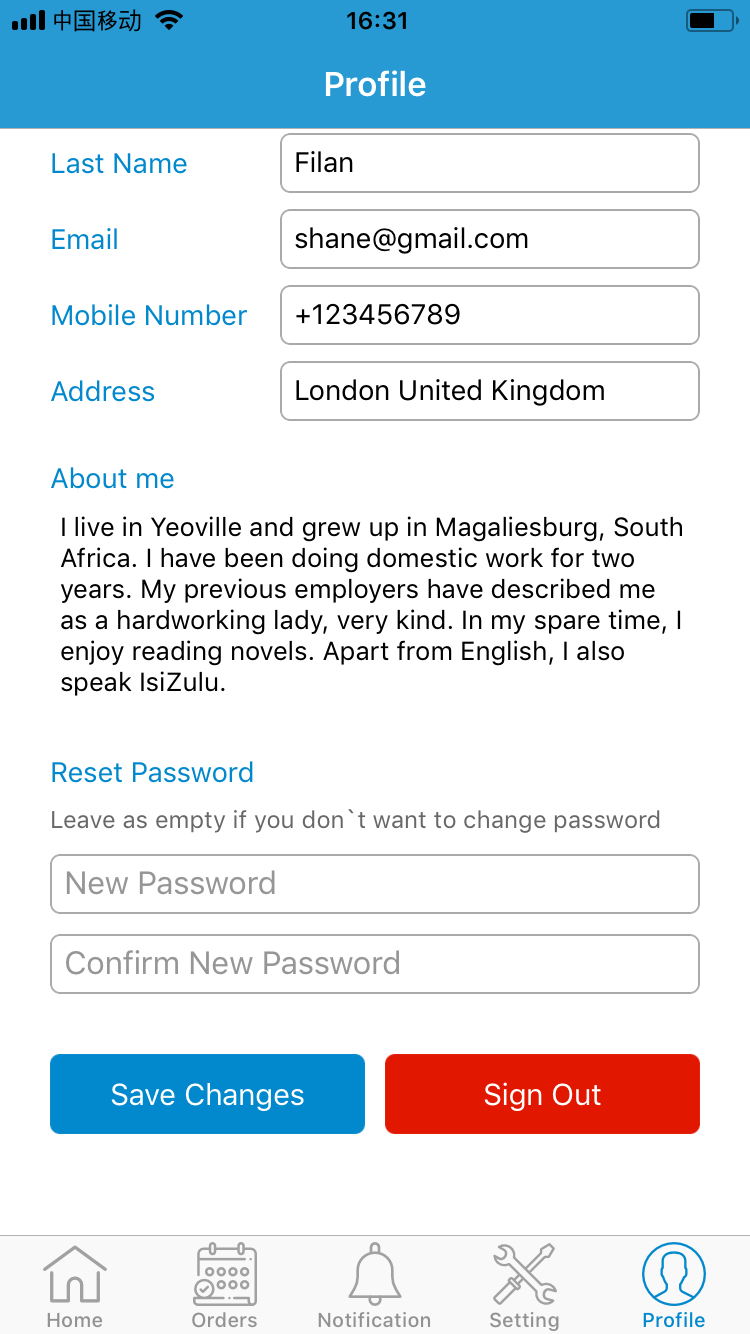 中国移动 16:31
Profile
Last Name Filan
Email shane@gmail.com
Mobile Number +123456789
Address London United Kingdom
About me
I live in Yeoville and grew up in Magaliesburg, South
Africa. I have been doing domestic work for two
years. My previous employers have described me
as a hardworking lady, very kind. In my spare time, I
enjoy reading novels. Apart from English, I also
speak IsiZulu.
Reset Password
Leave as empty if you don`t want to change password
New Password
Confirm New Password
Save Changes Sign Out
Home Orders Notification Setting Profile